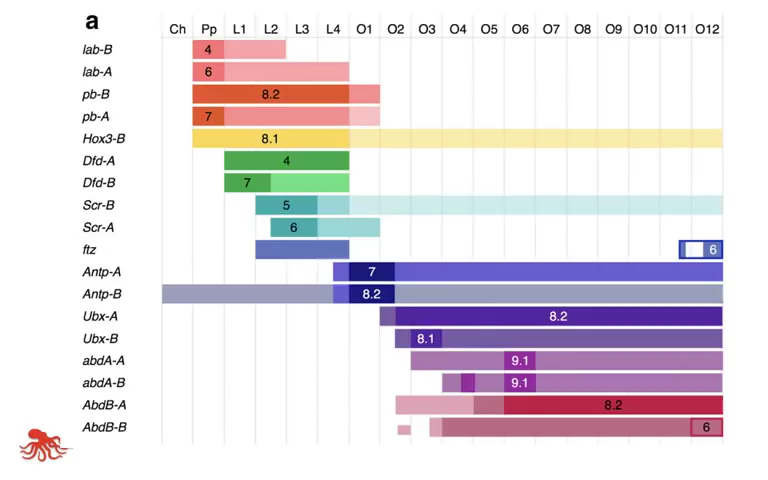 a
Ch Pp L1 L2 L3 L4 O1 O2 O3 O4 O5 O6 O7 O8 O9 O10 O11 O12
lab-B 4
lab-A 6
pb-B 8.2
pb-A 7
Hox3-B 8.1
Dfd-A 4
Dfd-B 7
Scr-B 5
Scr-A 6
ftz 6
Antp-A 7
Antp-B 8.2
Ubx-A 8.2
Ubx-B 8.1
abdA-A 9.1
abdA-B 9.1
AbdB-A 8.2
AbdB-B 6